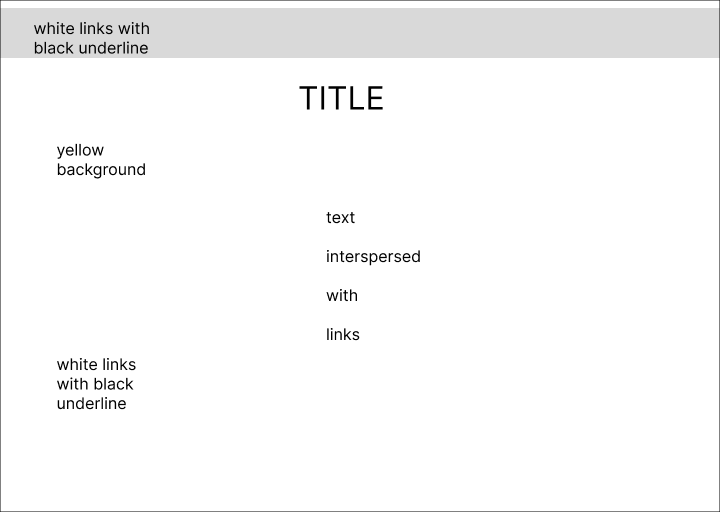 white links with
black underline
TITLE
yellow
background
text
interspersed
with
links
white links
with black
underline